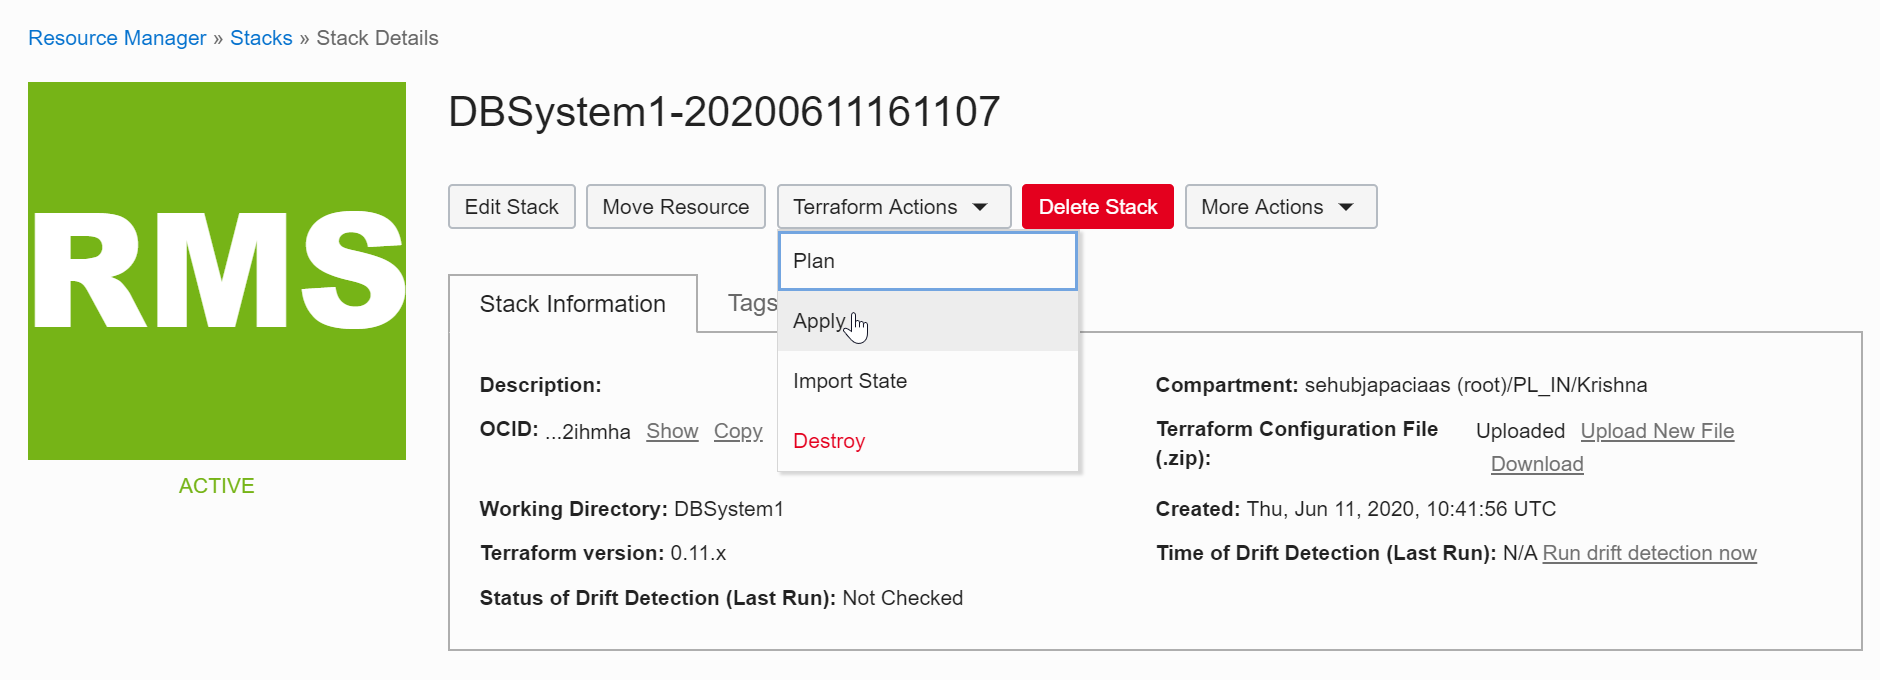 Resource Manager » Stacks » Stack Details
RMS
ACTIVE
DBSystem1-20200611161107
Edit Stack Move Resource Terraform Actions Delete Stack More Actions
Plan
Apply
Import State
Destroy
Stack Information Tags
Description:
OCID: ...2ihmha Show Copy
Working Directory: DBSystem1
Terraform version: 0.11.x
Status of Drift Detection (Last Run): Not Checked
Compartment: sehubjapaciaas (root)/PL_IN/Krishna
Terraform Configuration File Uploaded Upload New File
(.zip): Download
Created: Thu, Jun 11, 2020, 10:41:56 UTC
Time of Drift Detection (Last Run): N/A Run drift detection now